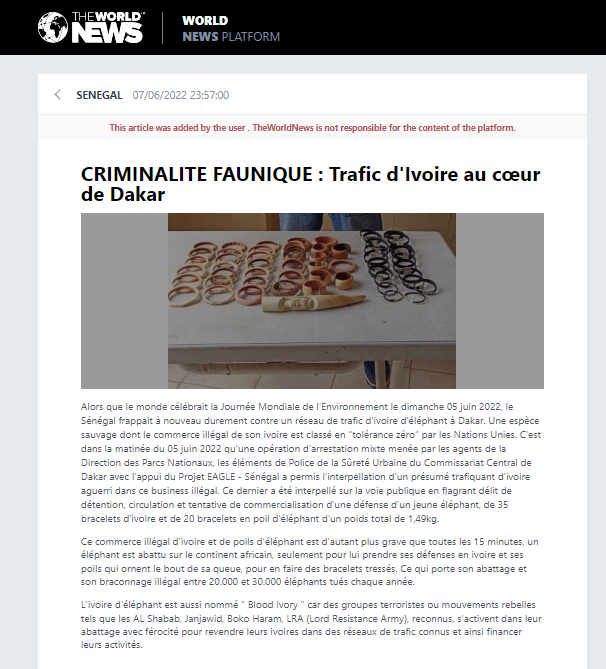 THE WORLD
NEWS
WORLD
NEWS PLATFORM
SENEGAL 07/06/2022 23:57:00
This article was added by the user . TheWorldNews is not responsible for the content of the platform.
CRIMINALITE FAUNIQUE : Trafic d'Ivoire au cœur
de Dakar
Alors que le monde célébrait la Journée Mondiale de l'Environnement le dimanche 05 juin 2022, le
Sénégal frappait à nouveau durement contre un réseau de trafic d'ivoire d'éléphant à Dakar. Une espèce
sauvage dont le commerce illégal de son ivoire est classé en "tolérance zéro" par les Nations Unies. C'est
dans la matinée du 05 juin 2022 qu'une opération d'arrestation mixte menée par les agents de la
Direction des Parcs Nationaux, les éléments de Police de la Sûreté Urbaine du Commissariat Central de
Dakar avec l'appui du Projet EAGLE - Sénégal a permis l'interpellation d'un présumé trafiquant d'ivoire
aguerri dans ce business illégal. Ce dernier a été interpellé sur la voie publique en flagrant délit de
détention, circulation et tentative de commercialisation d'une défense d'un jeune éléphant, de 35
bracelets d'ivoire et de 20 bracelets en poil d'éléphant d'un poids total de 1,49kg.
Ce commerce illégal d'ivoire et de poils d'éléphant est d'autant plus grave que toutes les 15 minutes, un
éléphant est abattu sur le continent africain, seulement pour lui prendre ses défenses en ivoire et ses
poils qui ornent le bout de sa queue, pour en faire des bracelets tressés. Ce qui porte son abattage et
son braconnage illégal entre 20.000 et 30.000 éléphants tués chaque année.
L'ivoire d'éléphant est aussi nommé " Blood Ivory " car des groupes terroristes ou mouvements rebelles
tels que les AL Shabab, Janjawid, Boko Haram, LRA (Lord Resistance Army), reconnus, s'activent dans leur
abattage avec férocité pour revendre leurs ivoires dans des réseaux de trafic connus et ainsi financer
leurs activités.